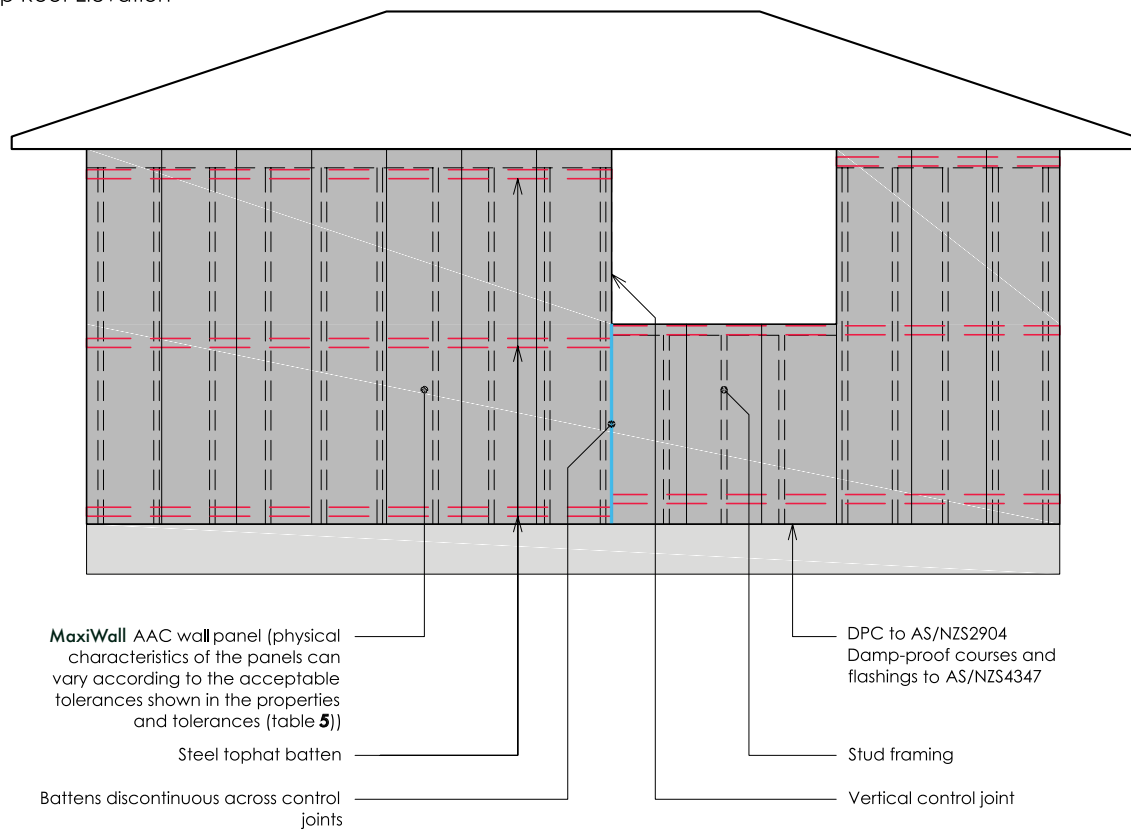 Roof Elevation
MaxiWall AAC wall panel (physical
characteristics of the panels can
vary according to the acceptable
tolerances shown in the properties
and tolerances (table 5))
Steel tophat batten
Battens discontinuous across control
joints
DPC to AS/NZS2904
Damp-proof courses and
flashings to AS/NZS4347
Stud framing
Vertical control joint